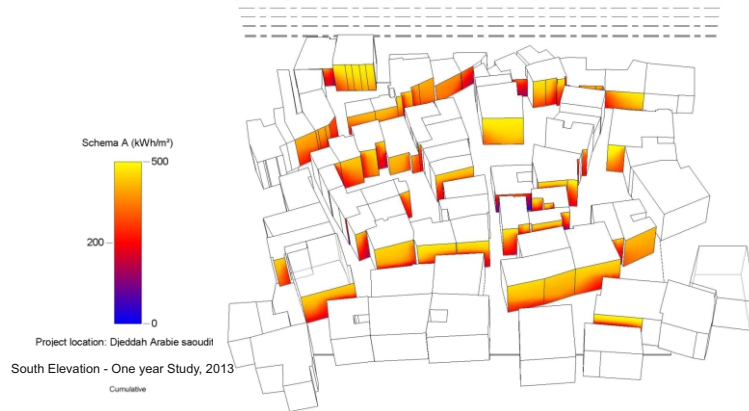 Schema A (kWh/m²)
500
200
0
Project location: Djeddah Arabie saoudit
South Elevation - One year Study, 2013
Cumulative